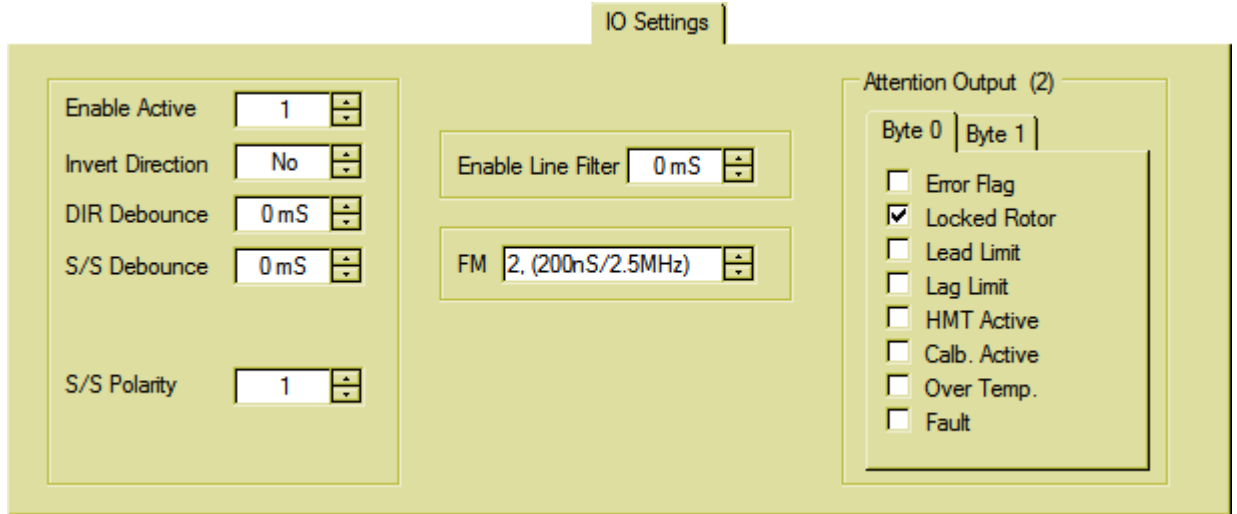 IO Settings
Enable Active 1
Invert Direction No
DIR Debounce 0 mS
S/S Debounce 0 mS
S/S Polarity 1
Enable Line Filter 0 mS
FM 2, (200nS/2.5MHz)
Attention Output (2)
Byte 0 Byte 1
Error Flag
Locked Rotor
Lead Limit
Lag Limit
HMT Active
Calb. Active
Over Temp.
Fault